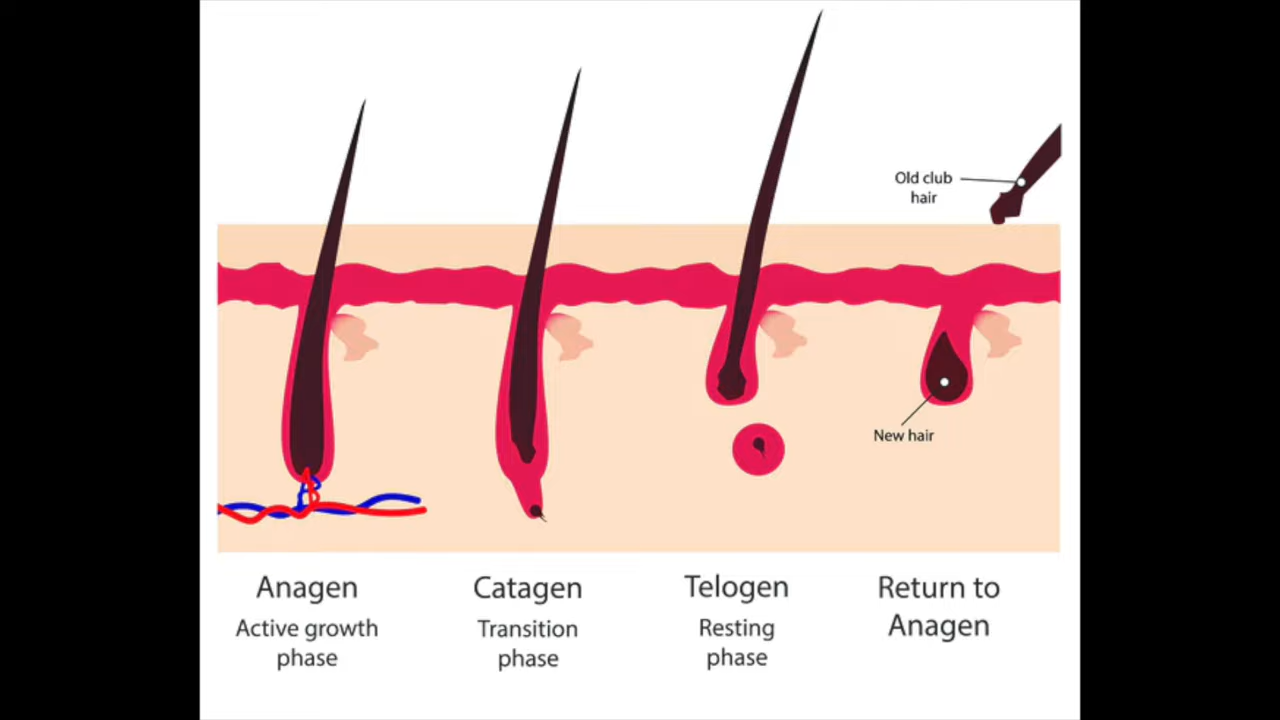 Old club
hair
New hair
Anagen
Active growth
phase
Catagen
Transition
phase
Telogen
Resting
phase
Return to
Anagen